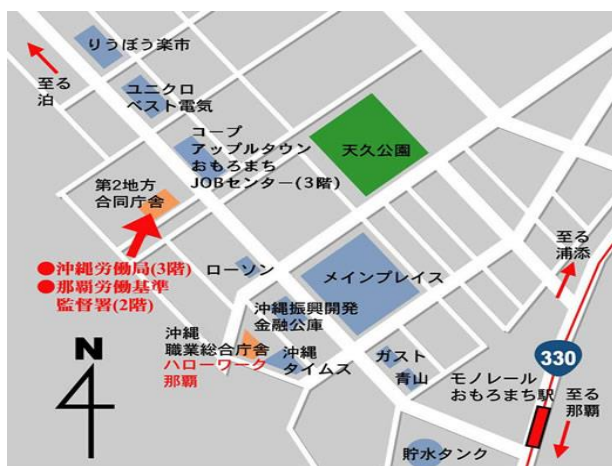 りうぼう楽市
至る
泊
ユニクロ
ベスト電気
コープ
アップルタウン
おもろまち
JOBセンター(3階)
天久公園
第2地方
合同庁舎
●沖縄労働局(3階)
●那覇労働基準
監督署(2階)
ローソン
メインプレイス
至る
浦添
沖縄振興開発
金融公庫
沖縄
職業総合庁舎
ハローワーク
那覇
沖縄
タイムズ
ガスト
青山
330
モノレール
おもろまち駅
至る
那覇
貯水タンク
N
4